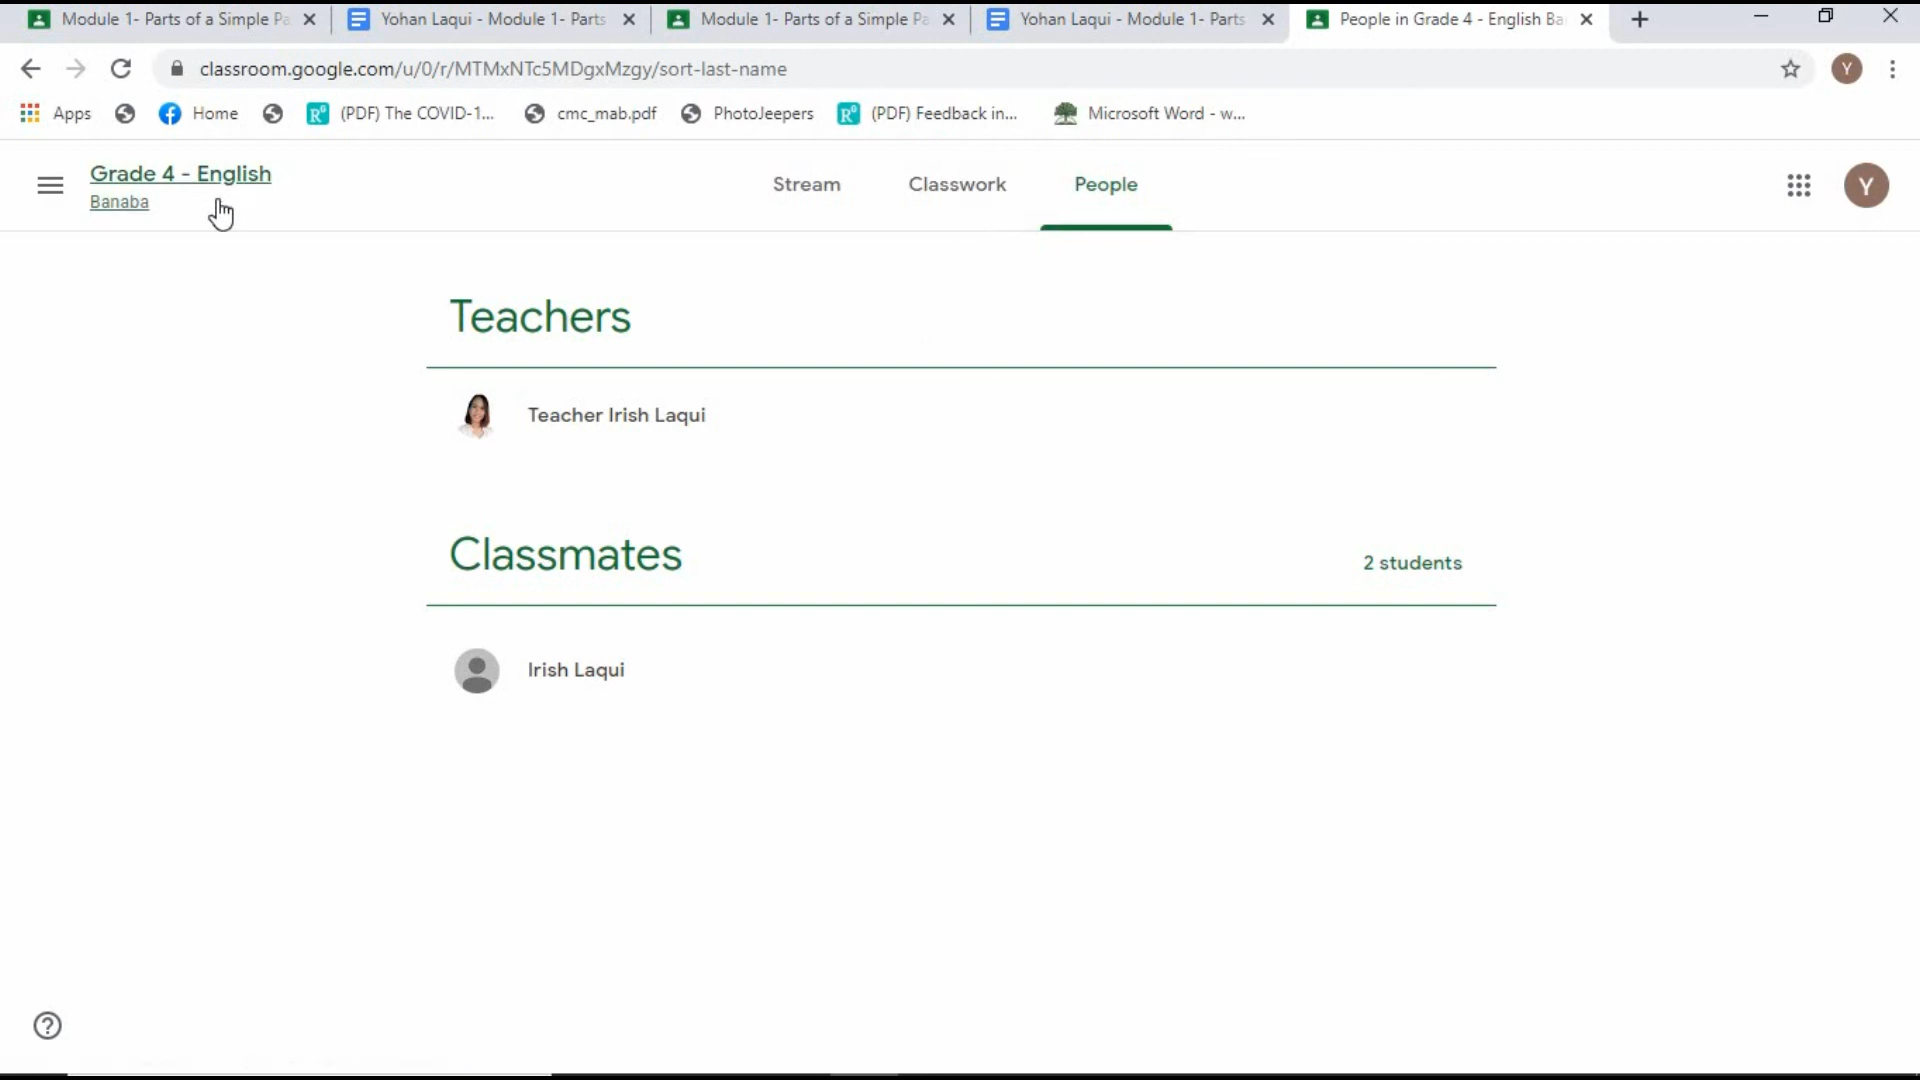 Module 1- Parts of a Simple Pa
Yohan Laqui - Module 1- Parts
Module 1- Parts of a Simple Pa
Yohan Laqui - Module 1- Parts
People in Grade 4 - English Ba
classroom.google.com/u/0/r/MTMxNTc5MDgxMzgy/sort-last-name
Y
Apps
Home
(PDF) The COVID-1...
cmc_mab.pdf
PhotoJeepers
(PDF) Feedback in...
Microsoft Word - w...
Grade 4 - English
Banaba
Stream
Classwork
People
Y
Teachers
Teacher Irish Laqui
Classmates
2 students
Irish Laqui